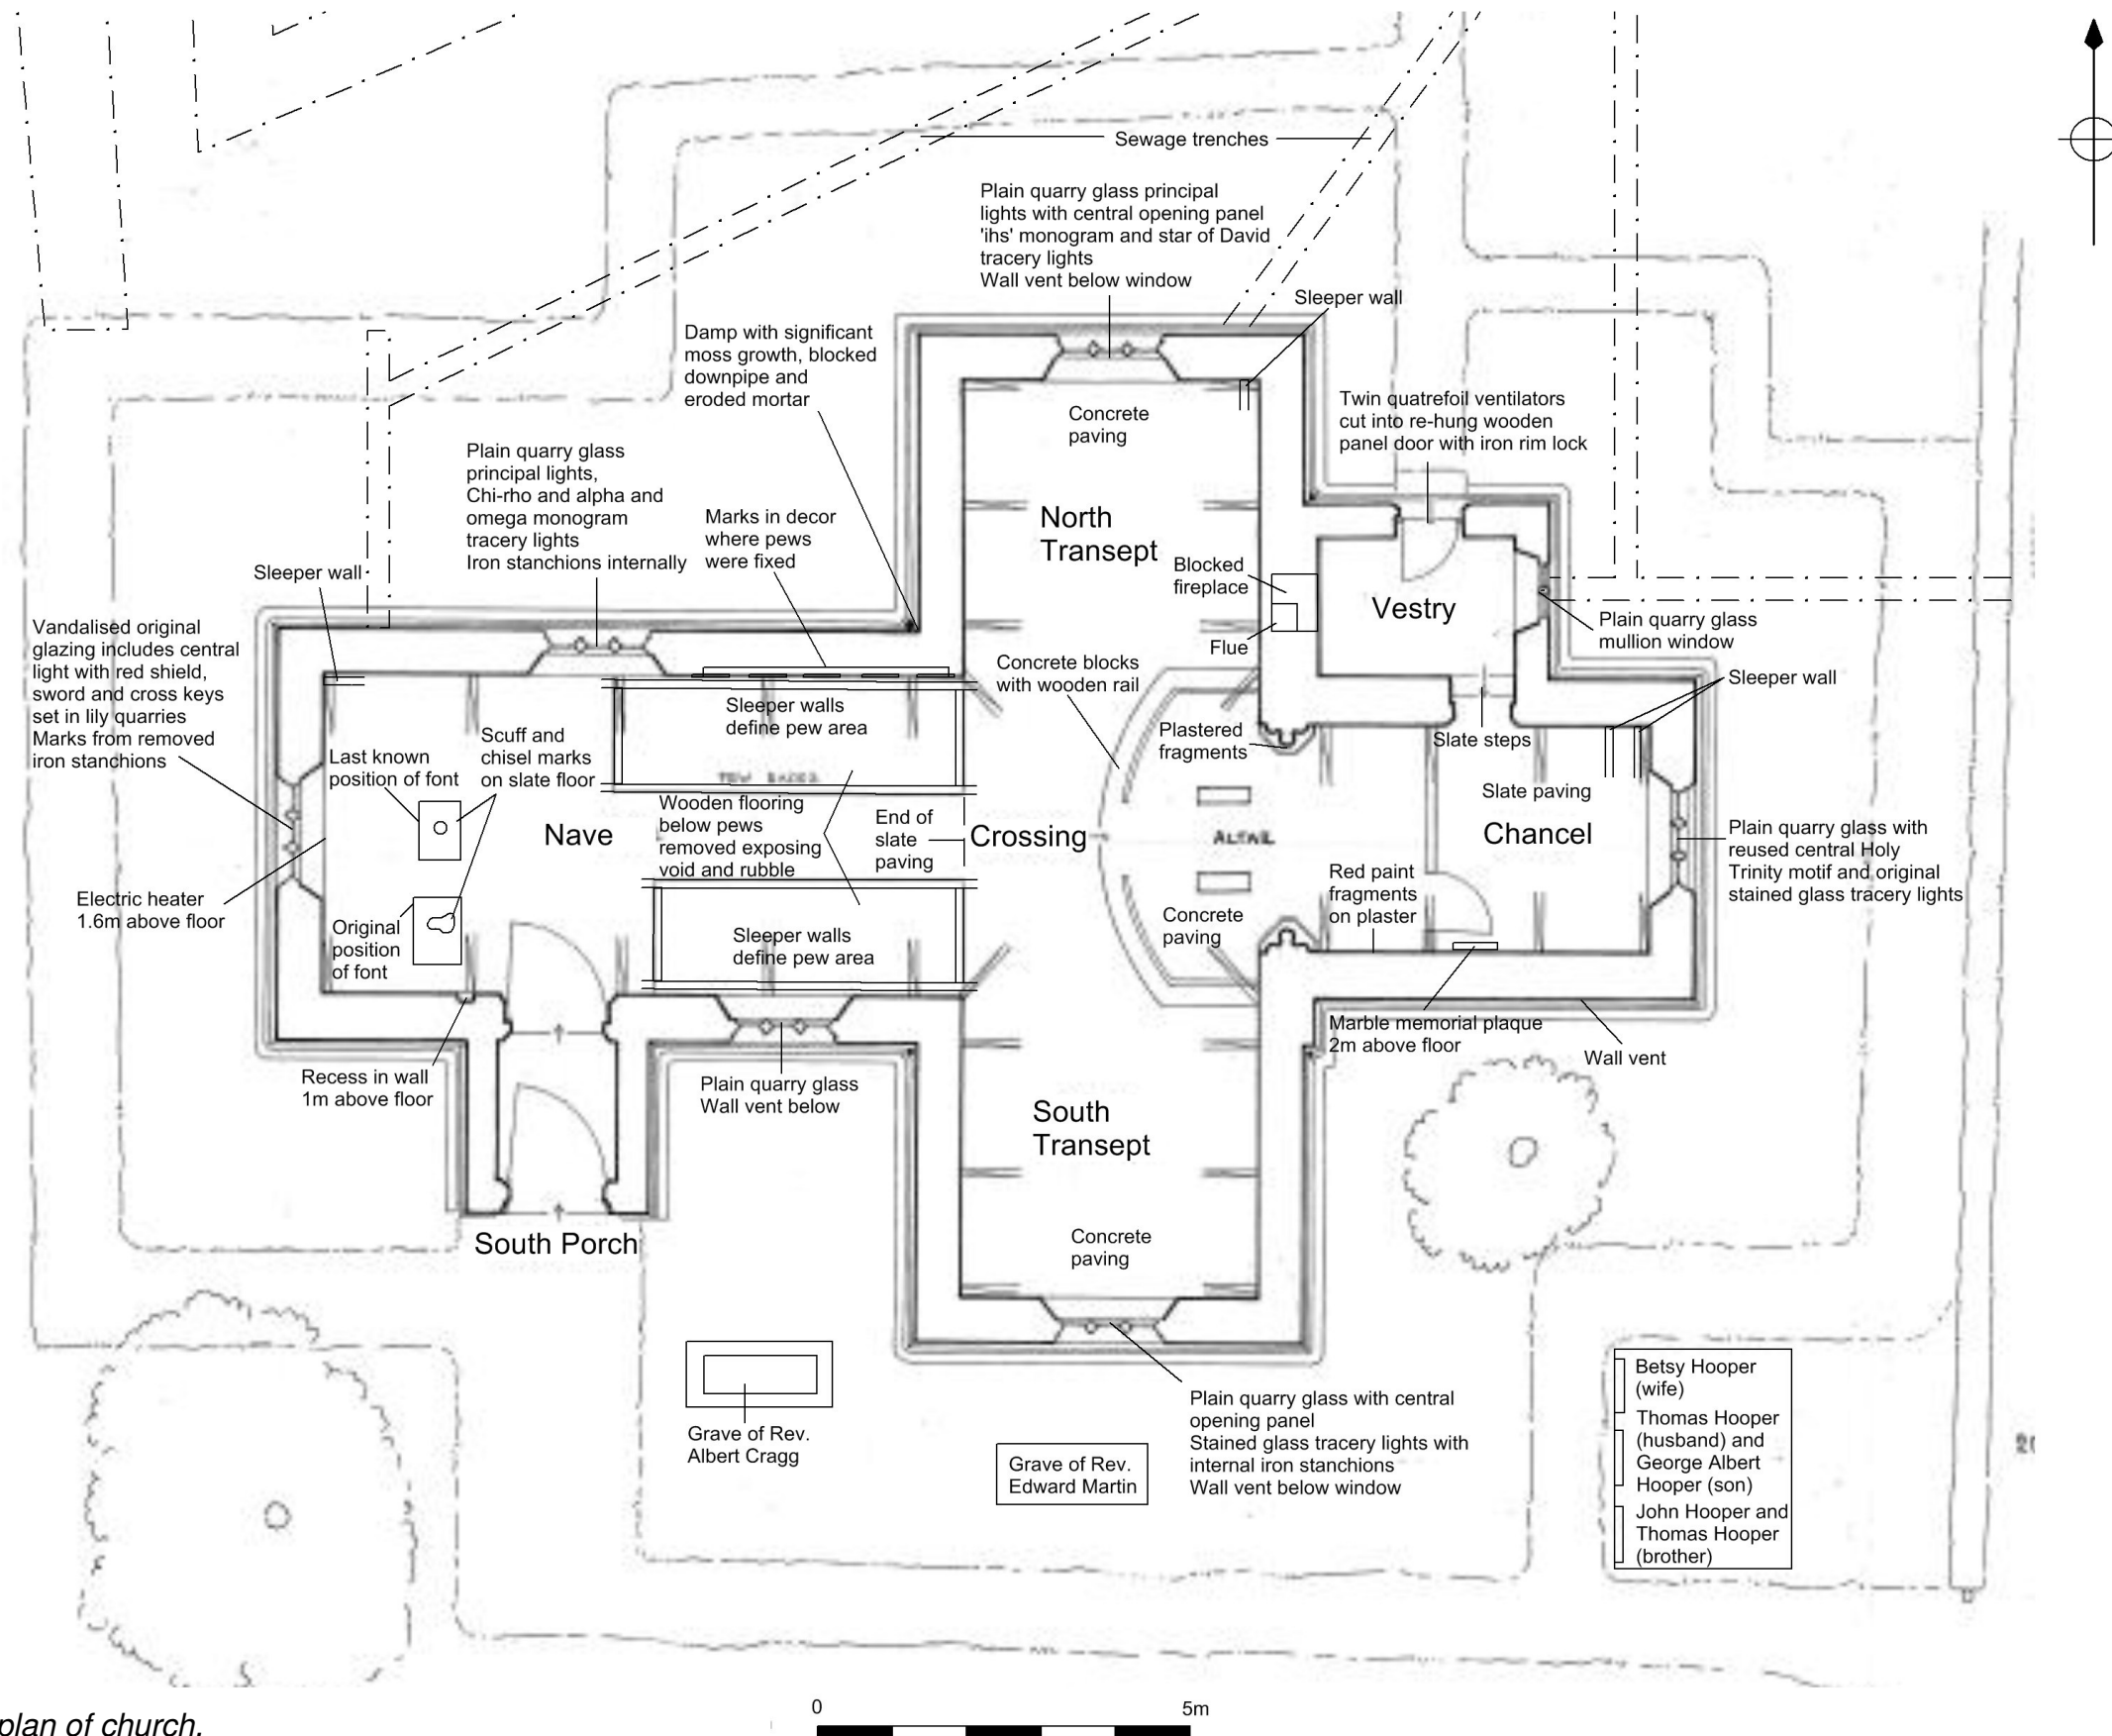 Sewage trenches
Plain quarry glass principal
lights with central opening panel
'ihs' monogram and star of David
tracery lights
Wall vent below window
Sleeper wall
Damp with significant
moss growth, blocked
downpipe and
eroded mortar
Twin quatrefoil ventilators
cut into re-hung wooden
panel door with iron rim lock
Concrete
paving
Plain quarry glass
principal lights,
Chi-rho and alpha and
omega monogram
tracery lights
Iron stanchions internally
Marks in decor
where pews
were fixed
North
Transept
Blocked
fireplace
Flue
Vestry
Sleeper wall
Plain quarry glass
mullion window
Vandalised original
glazing includes central
light with red shield,
sword and cross keys
set in lily quarries
Marks from removed
iron stanchions
Concrete blocks
with wooden rail
Sleeper wall
Sleeper walls
define pew area
Last known
position of font
Scuff and
chisel marks
on slate floor
Plastered
fragments
Slate steps
Slate paving
Wooden flooring
below pews
removed exposing
void and rubble
End of
slate
paving
Nave
Crossing
Chancel
Plain quarry glass with
reused central Holy
Trinity motif and original
stained glass tracery lights
Electric heater
1.6m above floor
Red paint
fragments
on plaster
Concrete
paving
Original
position
of font
Sleeper walls
define pew area
Marble memorial plaque
2m above floor
Wall vent
Recess in wall
1m above floor
Plain quarry glass
Wall vent below
South
Transept
South Porch
Concrete
paving
Grave of Rev.
Albert Cragg
Grave of Rev.
Edward Martin
Plain quarry glass with central
opening panel
Stained glass tracery lights with
internal iron stanchions
Wall vent below window
Betsy Hooper
(wife)
Thomas Hooper
(husband) and
George Albert
Hooper (son)
John Hooper and
Thomas Hooper
(brother)
plan of church.
0 5m